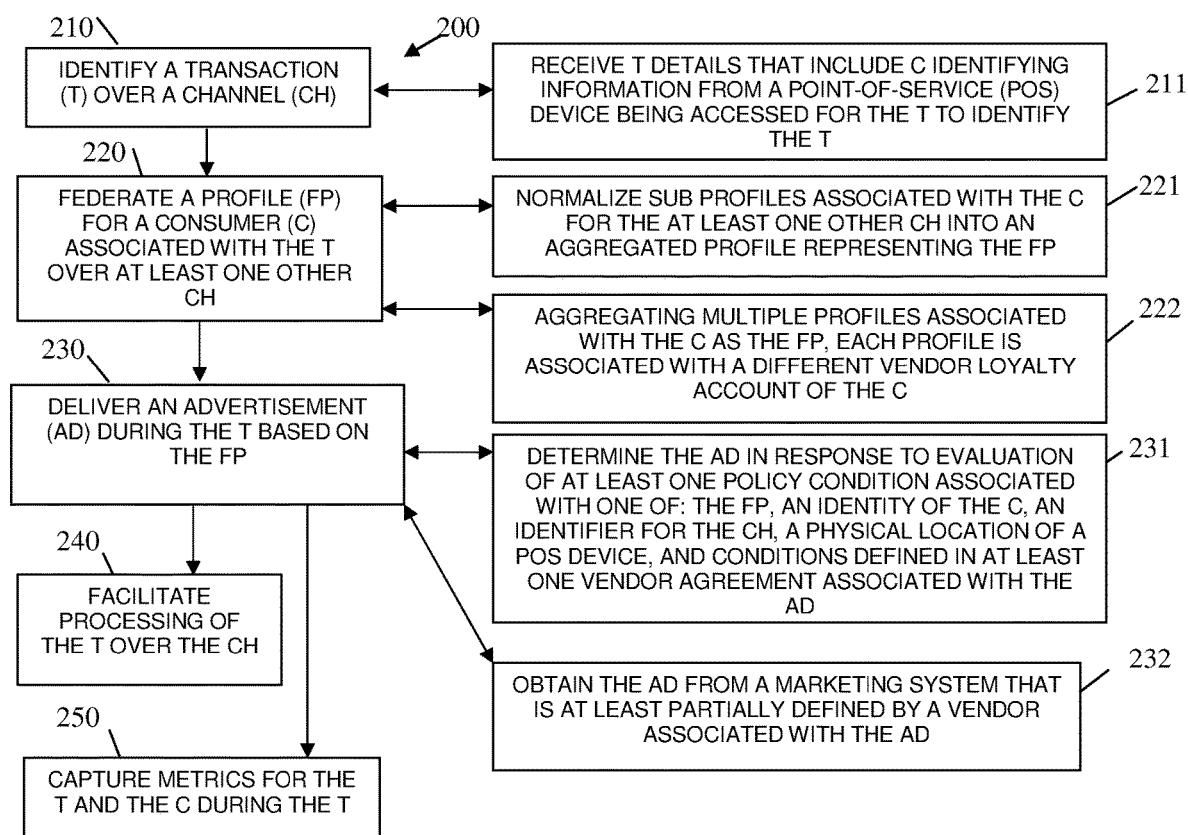 210
200
IDENTIFY A TRANSACTION
(T) OVER A CHANNEL (CH)
RECEIVE T DETAILS THAT INCLUDE C IDENTIFYING
INFORMATION FROM A POINT-OF-SERVICE (POS)
DEVICE BEING ACCESSED FOR THE T TO IDENTIFY
THE T
211
220
FEDERATE A PROFILE (FP)
FOR A CONSUMER (C)
ASSOCIATED WITH THE T
OVER AT LEAST ONE OTHER
CH
NORMALIZE SUB PROFILES ASSOCIATED WITH THE C
FOR THE AT LEAST ONE OTHER CH INTO AN
AGGREGATED PROFILE REPRESENTING THE FP
221
AGGREGATING MULTIPLE PROFILES ASSOCIATED
WITH THE C AS THE FP, EACH PROFILE IS
ASSOCIATED WITH A DIFFERENT VENDOR LOYALTY
ACCOUNT OF THE C
222
230
DELIVER AN ADVERTISEMENT
(AD) DURING THE T BASED ON
THE FP
DETERMINE THE AD IN RESPONSE TO EVALUATION
OF AT LEAST ONE POLICY CONDITION ASSOCIATED
WITH ONE OF: THE FP, AN IDENTITY OF THE C, AN
IDENTIFIER FOR THE CH, A PHYSICAL LOCATION OF A
POS DEVICE, AND CONDITIONS DEFINED IN AT LEAST
ONE VENDOR AGREEMENT ASSOCIATED WITH THE
AD
231
240
FACILITATE
PROCESSING OF
THE T OVER THE CH
OBTAIN THE AD FROM A MARKETING SYSTEM THAT
IS AT LEAST PARTIALLY DEFINED BY A VENDOR
ASSOCIATED WITH THE AD
232
250
CAPTURE METRICS FOR THE
T AND THE C DURING THE T